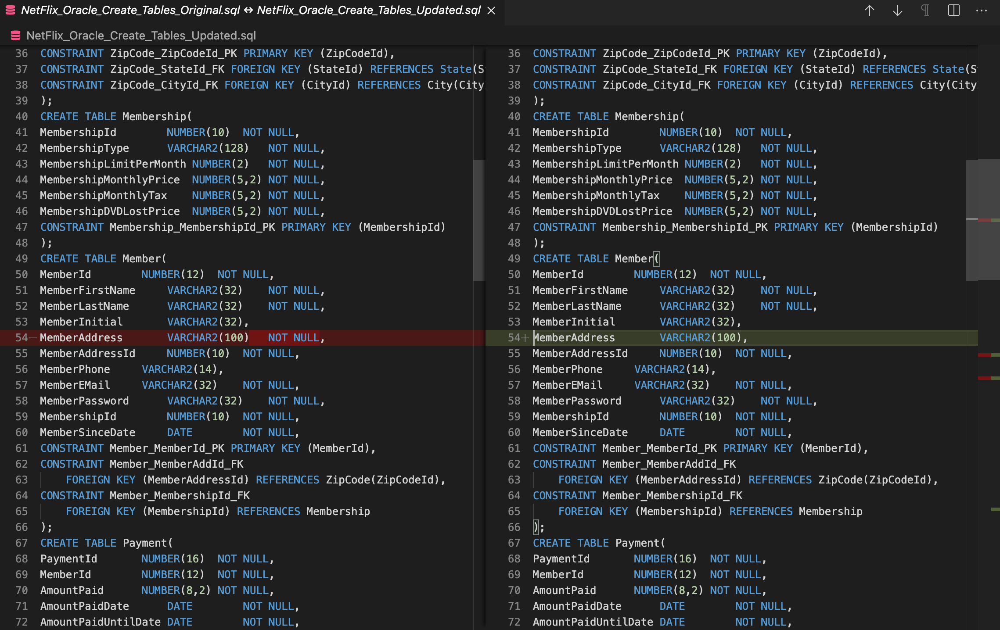 NetFlix_Oracle_Create_Tables_Original.sql ↔ NetFlix_Oracle_Create_Tables_Updated.sql
NetFlix_Oracle_Create_Tables_Updated.sql
36 CONSTRAINT ZipCode_ZipCodeId_PK PRIMARY KEY (ZipCodeId),
37 CONSTRAINT ZipCode_StateId_FK FOREIGN KEY (StateId) REFERENCES State(S
38 CONSTRAINT ZipCode_CityId_FK FOREIGN KEY (CityId) REFERENCES City(City
39 );
40 CREATE TABLE Membership(
41 MembershipId NUMBER(10) NOT NULL,
42 MembershipType VARCHAR2(128) NOT NULL,
43 MembershipLimitPerMonth NUMBER(2) NOT NULL,
44 MembershipMonthlyPrice NUMBER(5,2) NOT NULL,
45 MembershipMonthlyTax NUMBER(5,2) NOT NULL,
46 MembershipDVDLostPrice NUMBER(5,2) NOT NULL,
47 CONSTRAINT Membership_MembershipId_PK PRIMARY KEY (MembershipId)
48 );
49 CREATE TABLE Member(
50 MemberId NUMBER(12) NOT NULL,
51 MemberFirstName VARCHAR2(32) NOT NULL,
52 MemberLastName VARCHAR2(32) NOT NULL,
53 MemberInitial VARCHAR2(32),
54— MemberAddress VARCHAR2(100) NOT NULL,
55 MemberAddressId NUMBER(10) NOT NULL,
56 MemberPhone VARCHAR2(14),
57 MemberEMail VARCHAR2(32) NOT NULL,
58 MemberPassword VARCHAR2(32) NOT NULL,
59 MembershipId NUMBER(10) NOT NULL,
60 MemberSinceDate DATE NOT NULL,
61 CONSTRAINT Member_MemberId_PK PRIMARY KEY (MemberId),
62 CONSTRAINT Member_MemberAddId_FK
63 FOREIGN KEY (MemberAddressId) REFERENCES ZipCode(ZipCodeId),
64 CONSTRAINT Member_MembershipId_FK
65 FOREIGN KEY (MembershipId) REFERENCES Membership
66 );
67 CREATE TABLE Payment(
68 PaymentId NUMBER(16) NOT NULL,
69 MemberId NUMBER(12) NOT NULL,
70 AmountPaid NUMBER(8,2) NOT NULL,
71 AmountPaidDate DATE NOT NULL,
72 AmountPaidUntilDate DATE NOT NULL,
36 CONSTRAINT ZipCode_ZipCodeId_PK PRIMARY KEY (ZipCodeId),
37 CONSTRAINT ZipCode_StateId_FK FOREIGN KEY (StateId) REFERENCES State(S
38 CONSTRAINT ZipCode_CityId_FK FOREIGN KEY (CityId) REFERENCES City(City
39 );
40 CREATE TABLE Membership(
41 MembershipId NUMBER(10) NOT NULL,
42 MembershipType VARCHAR2(128) NOT NULL,
43 MembershipLimitPerMonth NUMBER(2) NOT NULL,
44 MembershipMonthlyPrice NUMBER(5,2) NOT NULL,
45 MembershipMonthlyTax NUMBER(5,2) NOT NULL,
46 MembershipDVDLostPrice NUMBER(5,2) NOT NULL,
47 CONSTRAINT Membership_MembershipId_PK PRIMARY KEY (MembershipId)
48 );
49 CREATE TABLE Member(
50 MemberId NUMBER(12) NOT NULL,
51 MemberFirstName VARCHAR2(32) NOT NULL,
52 MemberLastName VARCHAR2(32) NOT NULL,
53 MemberInitial VARCHAR2(32),
54+ MemberAddress VARCHAR2(100),
55 MemberAddressId NUMBER(10) NOT NULL,
56 MemberPhone VARCHAR2(14),
57 MemberEMail VARCHAR2(32) NOT NULL,
58 MemberPassword VARCHAR2(32) NOT NULL,
59 MembershipId NUMBER(10) NOT NULL,
60 MemberSinceDate DATE NOT NULL,
61 CONSTRAINT Member_MemberId_PK PRIMARY KEY (MemberId),
62 CONSTRAINT Member_MemberAddId_FK
63 FOREIGN KEY (MemberAddressId) REFERENCES ZipCode(ZipCodeId),
64 CONSTRAINT Member_MembershipId_FK
65 FOREIGN KEY (MembershipId) REFERENCES Membership
66 );
67 CREATE TABLE Payment(
68 PaymentId NUMBER(16) NOT NULL,
69 MemberId NUMBER(12) NOT NULL,
70 AmountPaid NUMBER(8,2) NOT NULL,
71 AmountPaidDate DATE NOT NULL,
72 AmountPaidUntilDate DATE NOT NULL,